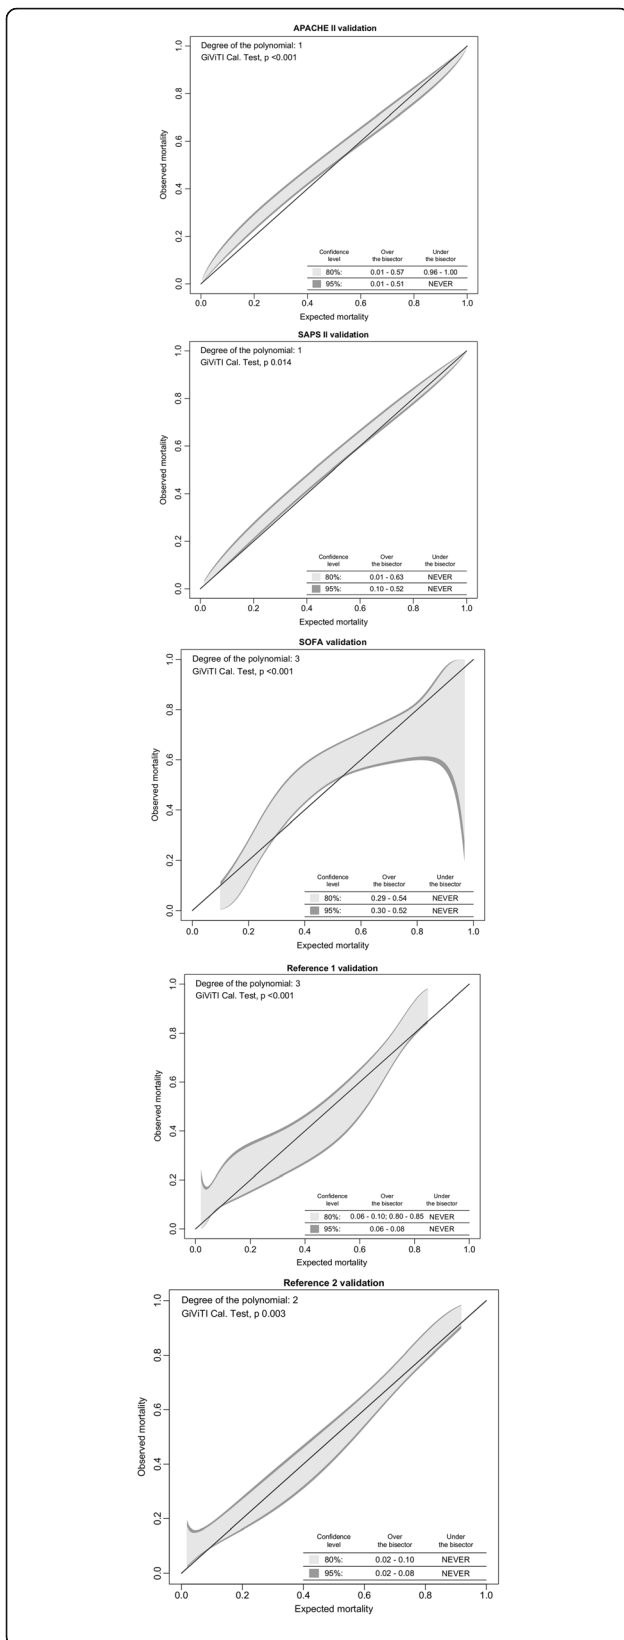 APACHE II validation
Degree of the polynomial: 1
GiViTI Cal. Test, p <0.001
1.0
0.8
0.6
0.4
0.2
0.0
Observed mortality
Confidence level Over the bisector Under the bisector
80%: 0.01 - 0.57 0.96 - 1.00
95%: 0.01 - 0.51 NEVER
0.0 0.2 0.4 0.6 0.8 1.0
Expected mortality
SAPS II validation
Degree of the polynomial: 1
GiViTI Cal. Test, p 0.014
1.0
0.8
0.6
0.4
0.2
0.0
Observed mortality
Confidence level Over the bisector Under the bisector
80%: 0.01 - 0.63 NEVER
95%: 0.10 - 0.52 NEVER
0.0 0.2 0.4 0.6 0.8 1.0
Expected mortality
SOFA validation
Degree of the polynomial: 3
GiViTI Cal. Test, p <0.001
1.0
0.8
0.6
0.4
0.2
0.0
Observed mortality
Confidence level Over the bisector Under the bisector
80%: 0.29 - 0.54 NEVER
95%: 0.30 - 0.52 NEVER
0.0 0.2 0.4 0.6 0.8 1.0
Expected mortality
Reference 1 validation
Degree of the polynomial: 3
GiViTI Cal. Test, p <0.001
1.0
0.8
0.6
0.4
0.2
0.0
Observed mortality
Confidence level Over the bisector Under the bisector
80%: 0.06 - 0.10; 0.80 - 0.85 NEVER
95%: 0.06 - 0.08 NEVER
0.0 0.2 0.4 0.6 0.8 1.0
Expected mortality
Reference 2 validation
Degree of the polynomial: 2
GiViTI Cal. Test, p 0.003
1.0
0.8
0.6
0.4
0.2
0.0
Observed mortality
Confidence level Over the bisector Under the bisector
80%: 0.02 - 0.10 NEVER
95%: 0.02 - 0.08 NEVER
0.0 0.2 0.4 0.6 0.8 1.0
Expected mortality